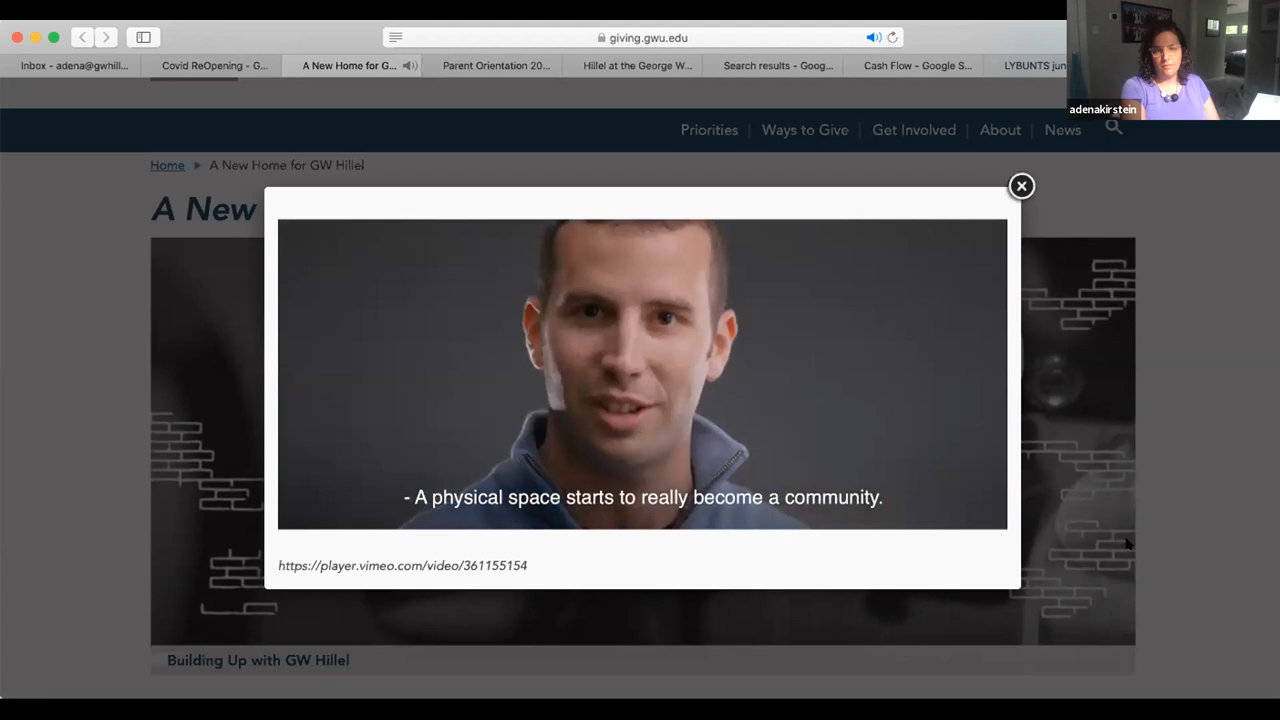 giving.gwu.edu
Inbox - adena@gwhill...
Covid ReOpening - G...
A New Home for G...
Parent Orientation 20...
Hillel at the George W...
Search results - Goog...
Cash Flow - Google S...
LYBUNTS jun
adenakirstein
Priorities | Ways to Give | Get Involved | About | News
Home ▸ A New Home for GW Hillel
A New
- A physical space starts to really become a community.
https://player.vimeo.com/video/361155154
Building Up with GW Hillel